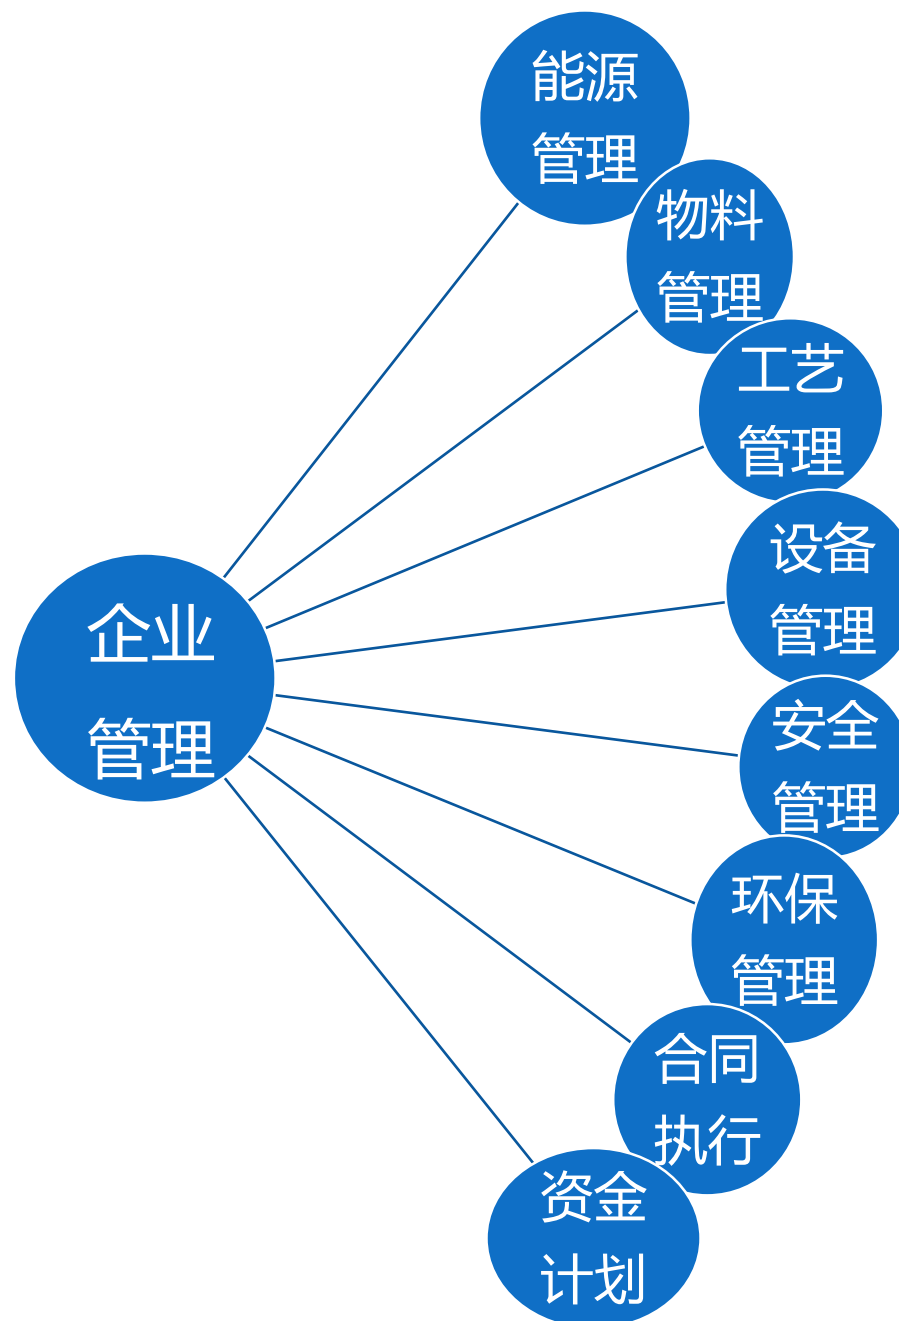 能源
管理
物料
管理
工艺
管理
设备
管理
企业
管理
安全
管理
环保
管理
合同
执行
资金
计划